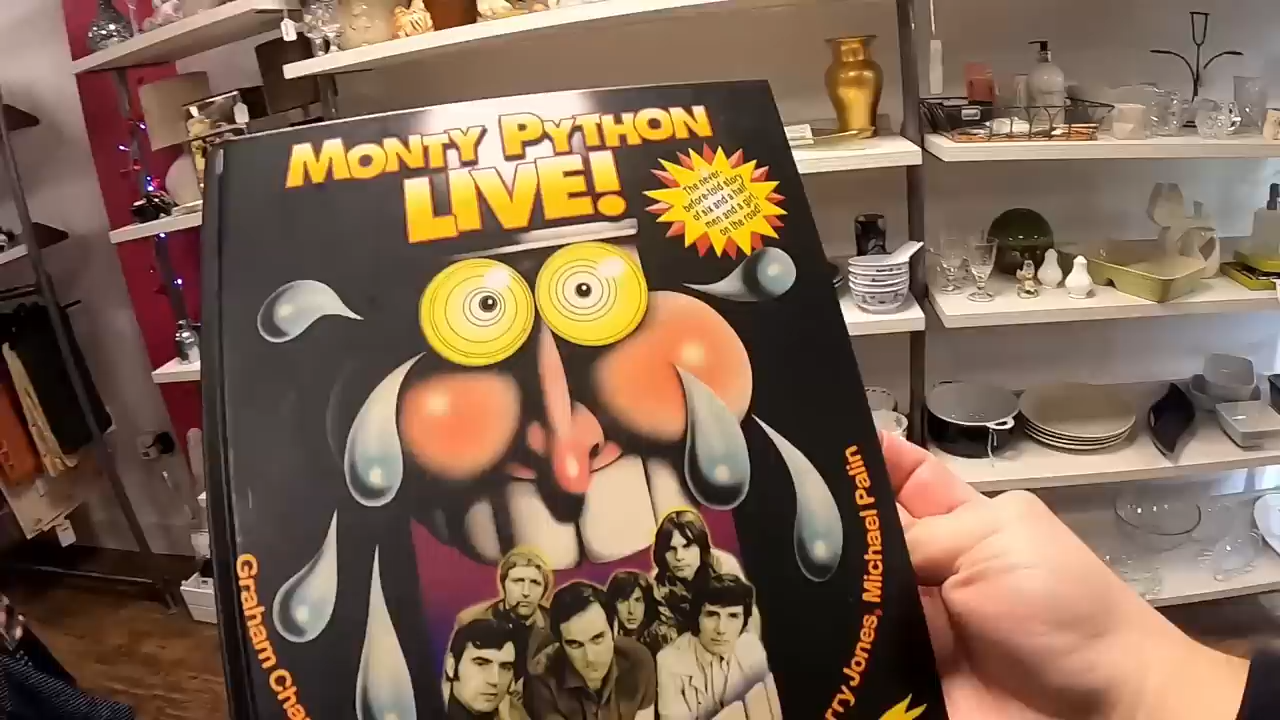 MONTY PYTHON
LIVE!
The never-
before-told story
of six and a half
men and a girl
on the road!
Graham Cha
rry Jones, Michael Palin